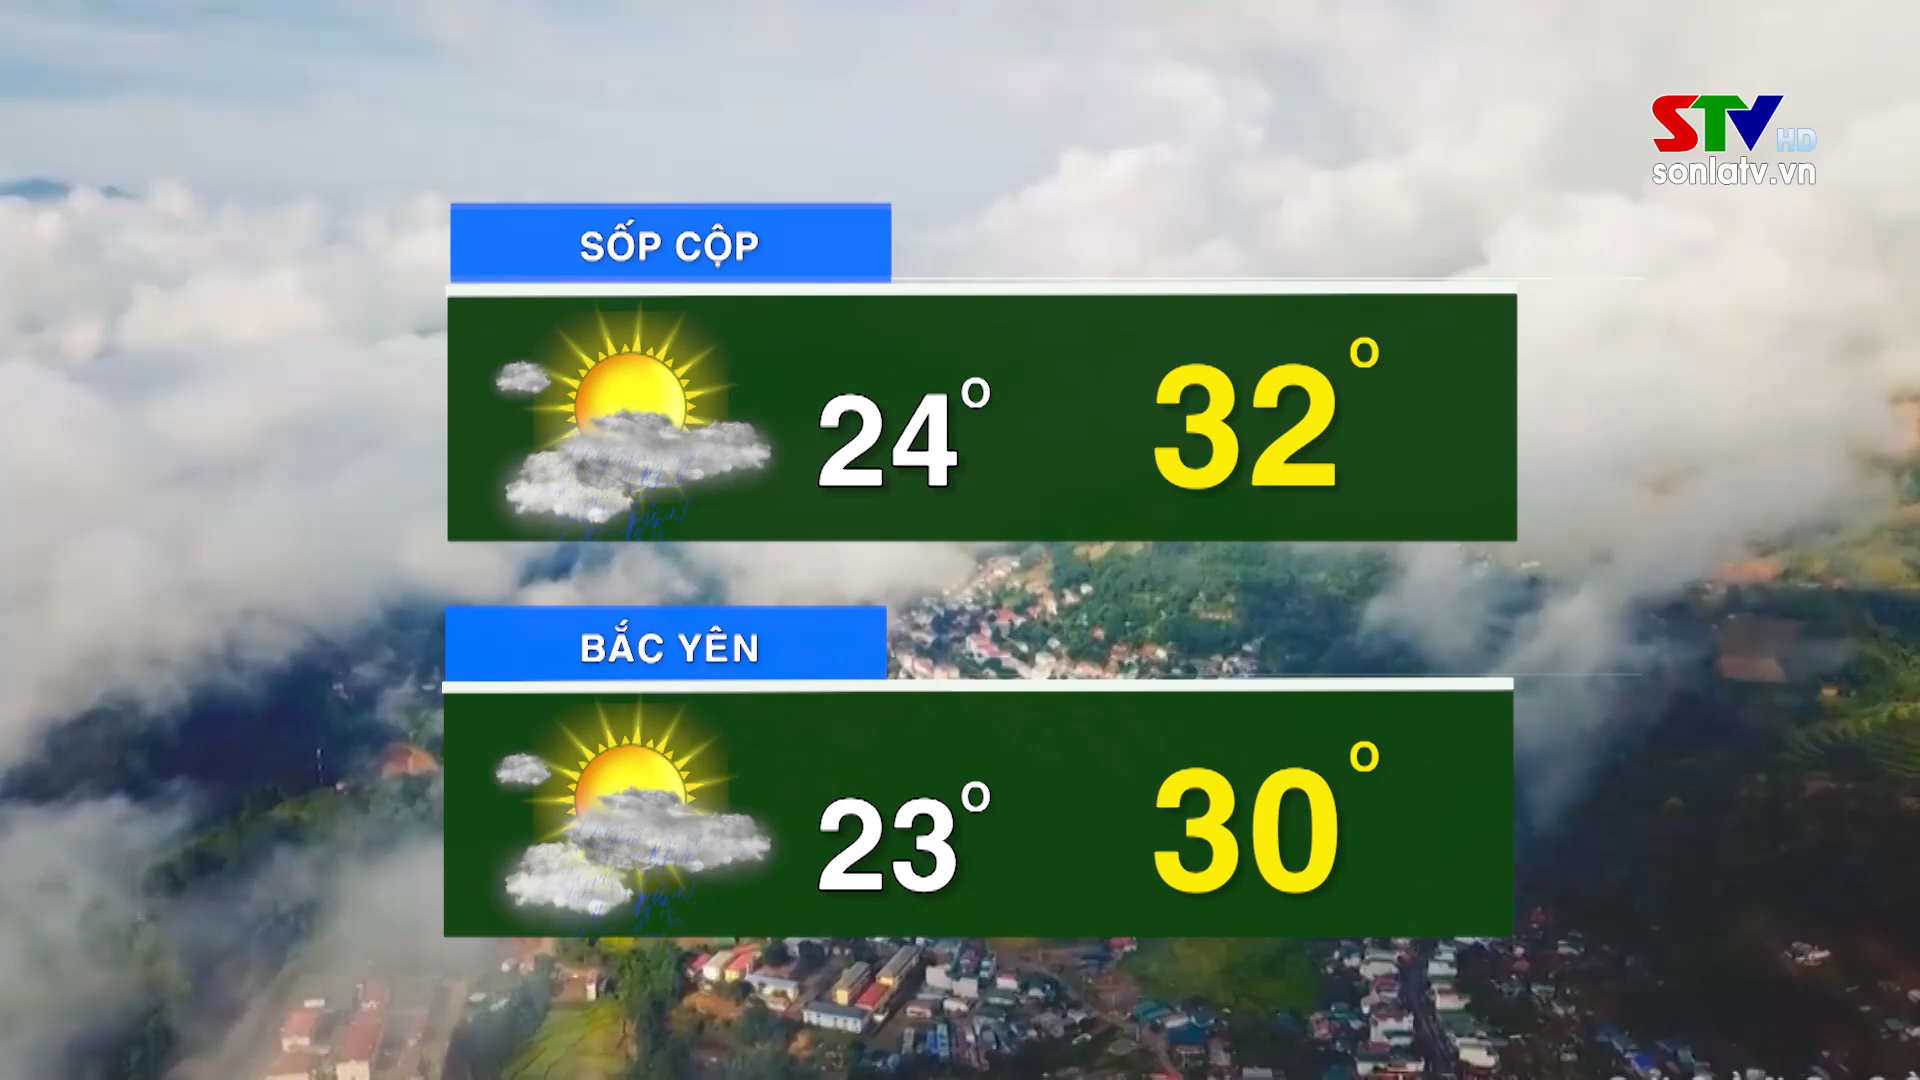 STV HD
sonlatv.vn
SỐP CỘP
24° 32°
BẮC YÊN
23° 30°